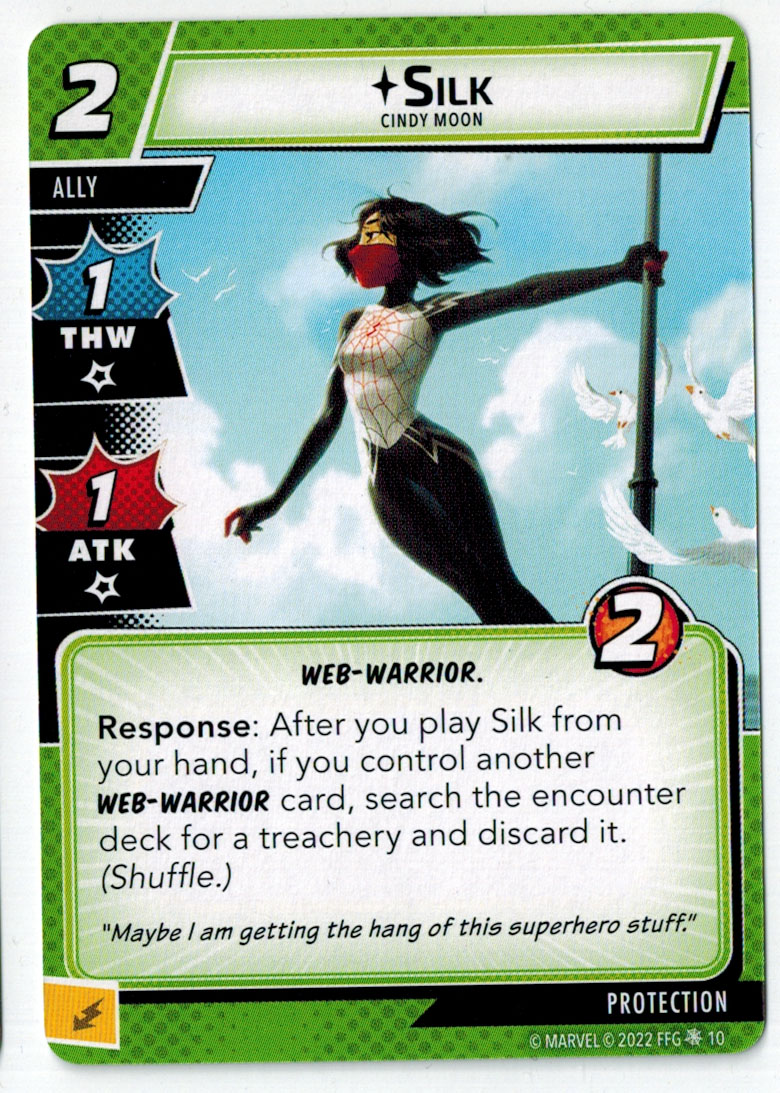 2
SILK
CINDY MOON
ALLY
1
THW
1
ATK
2
WEB-WARRIOR.
Response: After you play Silk from
your hand, if you control another
WEB-WARRIOR card, search the encounter
deck for a treachery and discard it.
(Shuffle.)
"Maybe I am getting the hang of this superhero stuff."
PROTECTION
© MARVEL © 2022 FFG 10